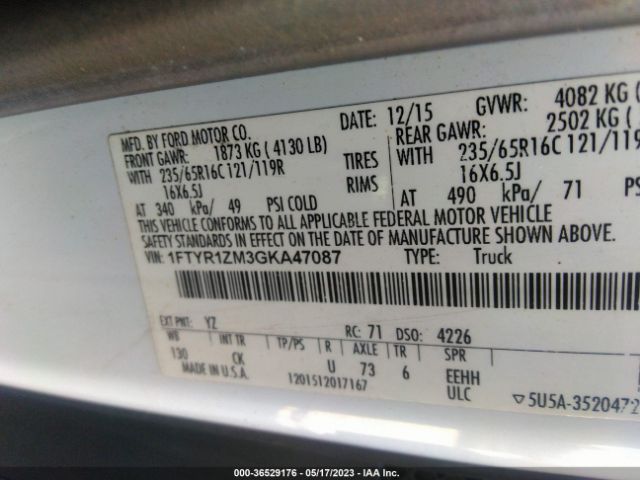 MFD. BY FORD MOTOR CO.
DATE: 12/15 GVWR: 4082 KG (
FRONT GAWR: 1873 KG ( 4130 LB) REAR GAWR: 2502 KG (
WITH 235/65R16C 121/119R TIRES WITH 235/65R16C 121/119
16X6.5J RIMS 16X6.5J
AT 340 kPa/ 49 PSI COLD AT 490 kPa/ 71 PSI
THIS VEHICLE CONFORMS TO ALL APPLICABLE FEDERAL MOTOR VEHICLE
SAFETY STANDARDS IN EFFECT ON THE DATE OF MANUFACTURE SHOWN ABOVE
VIN: 1FTYR1ZM3GKA47087 TYPE: Truck
EXT PNT: YZ RC: 71 DSO: 4226
WB INT TR TP/PS R AXLE TR SPR
130 CK U 73 6 EEHH
MADE IN U.S.A. 1201512017167 ULC ▽5U5A-3520472
000-36529176 - 05/17/2023 - IAA Inc.